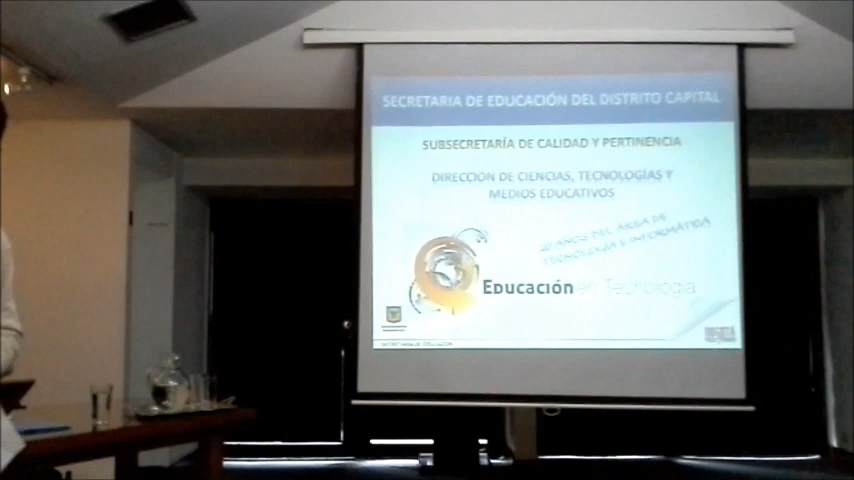 SECRETARIA DE EDUCACIÓN DEL DISTRITO CAPITAL
SUBSECRETARÍA DE CALIDAD Y PERTINENCIA
DIRECCIÓN DE CIENCIAS, TECNOLOGÍAS Y
MEDIOS EDUCATIVOS
20 AÑOS DEL ÁREA DE
TECNOLOGÍA E INFORMÁTICA
Educación en Tecnología